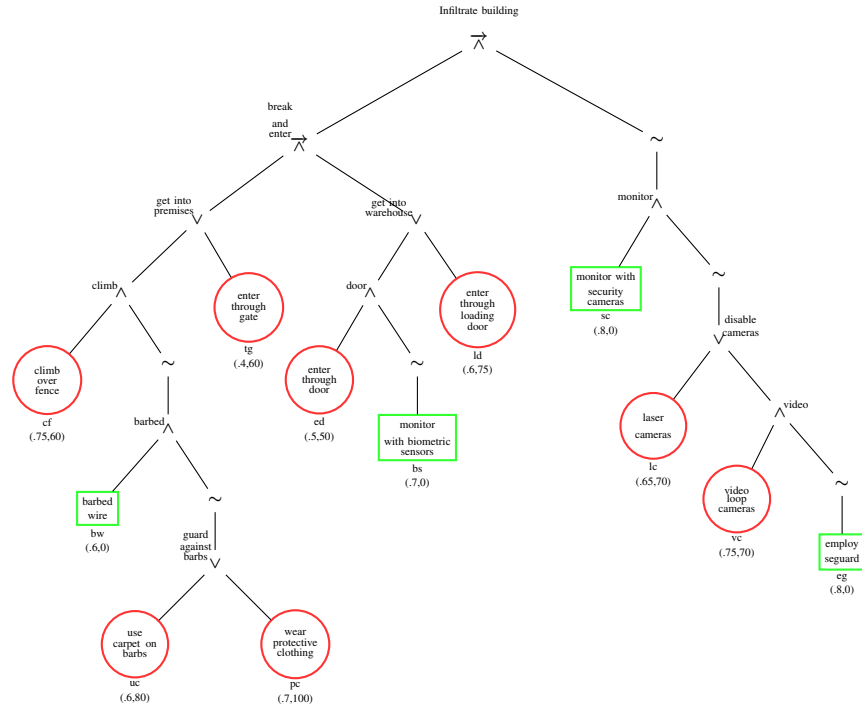 Infiltrate building
→
∧
break
and
enter
→
∧
∼
get into
premises
∨
get into
warehouse
∨
monitor
∧
climb
∧
enter
through
gate
tg
(.4,60)
door
∧
enter
through
loading
door
ld
(.6,75)
monitor with
security
cameras
sc
(.8,0)
∼
climb
over
fence
cf
(.75,60)
∼
enter
through
door
ed
(.5,50)
∼
disable
cameras
∨
barbed
∧
monitor
with biometric
sensors
bs
(.7,0)
laser
cameras
lc
(.65,70)
video
∧
barbed
wire
bw
(.6,0)
∼
video
loop
cameras
vc
(.75,70)
∼
guard
against
barbs
∨
employ
seguard
eg
(.8,0)
use
carpet on
barbs
uc
(.6,80)
wear
protective
clothing
pc
(.7,100)